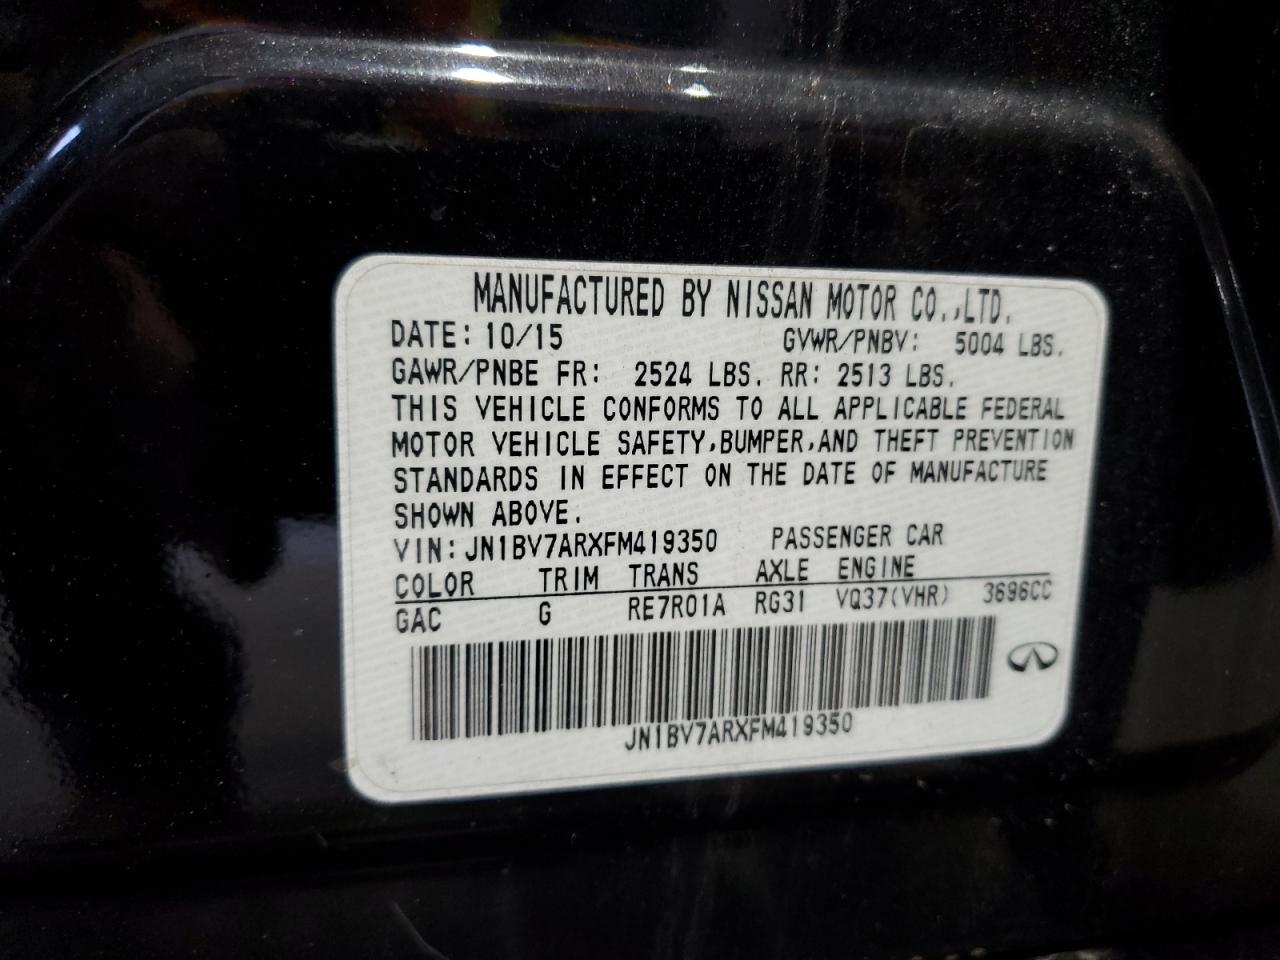 MANUFACTURED BY NISSAN MOTOR CO.,LTD.
DATE: 10/15 GVWR/PNBV: 5004 LBS.
GAWR/PNBE FR: 2524 LBS. RR: 2513 LBS.
THIS VEHICLE CONFORMS TO ALL APPLICABLE FEDERAL
MOTOR VEHICLE SAFETY,BUMPER,AND THEFT PREVENTION
STANDARDS IN EFFECT ON THE DATE OF MANUFACTURE
SHOWN ABOVE.
VIN: JN1BV7ARXFM419350 PASSENGER CAR
COLOR TRIM TRANS AXLE ENGINE
GAC G RE7R01A RG31 VQ37(VHR) 3696CC
JN1BV7ARXFM419350